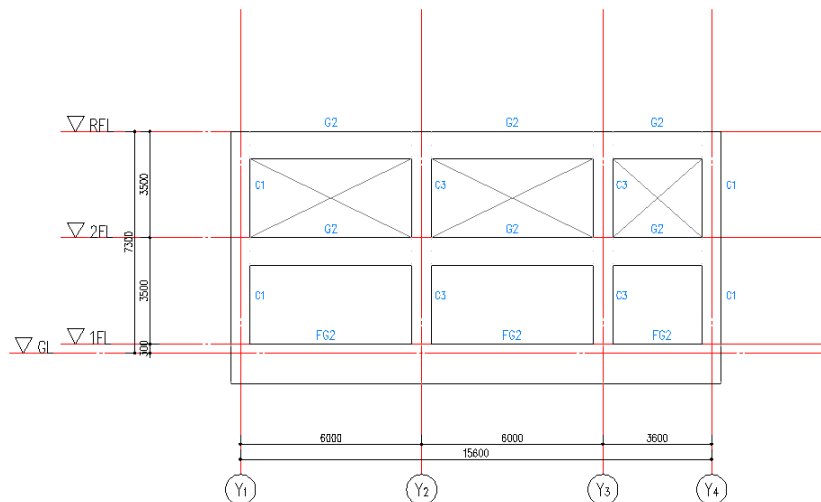 G2 G2 G2
RFL
C1 C3 C3 C1
3500
G2 G2 G2
2FL
7300
C1 C3 C3 C1
3500
FG2 FG2 FG2
1FL
GL
300
6000 6000 3600
15600
Y1 Y2 Y3 Y4